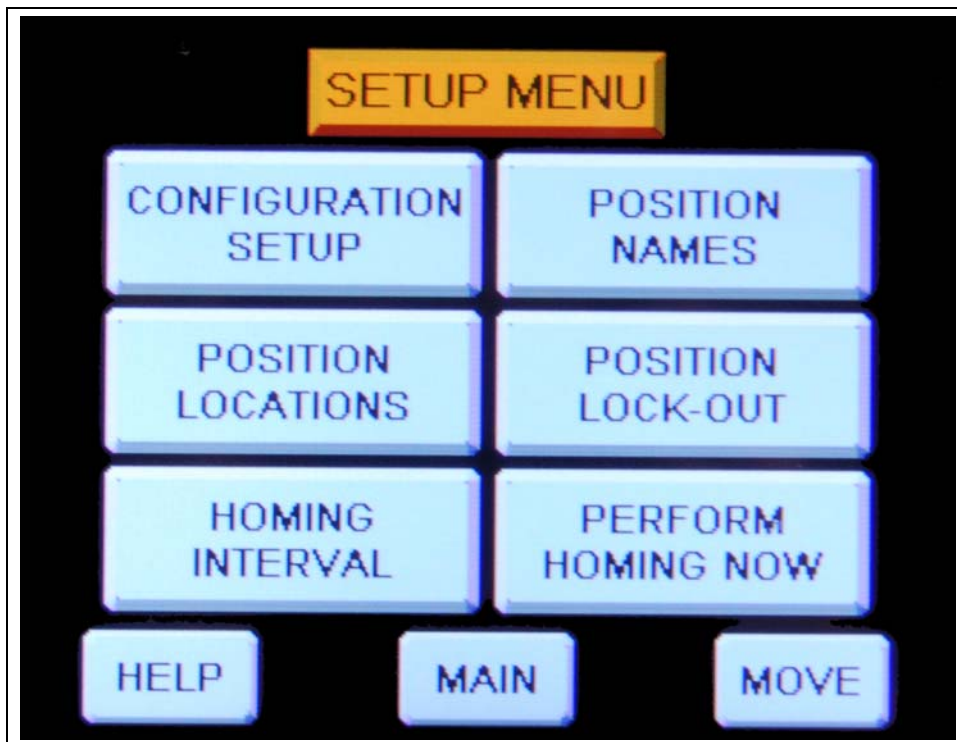 SETUP MENU
CONFIGURATION
SETUP
POSITION
NAMES
POSITION
LOCATIONS
POSITION
LOCK-OUT
HOMING
INTERVAL
PERFORM
HOMING NOW
HELP
MAIN
MOVE